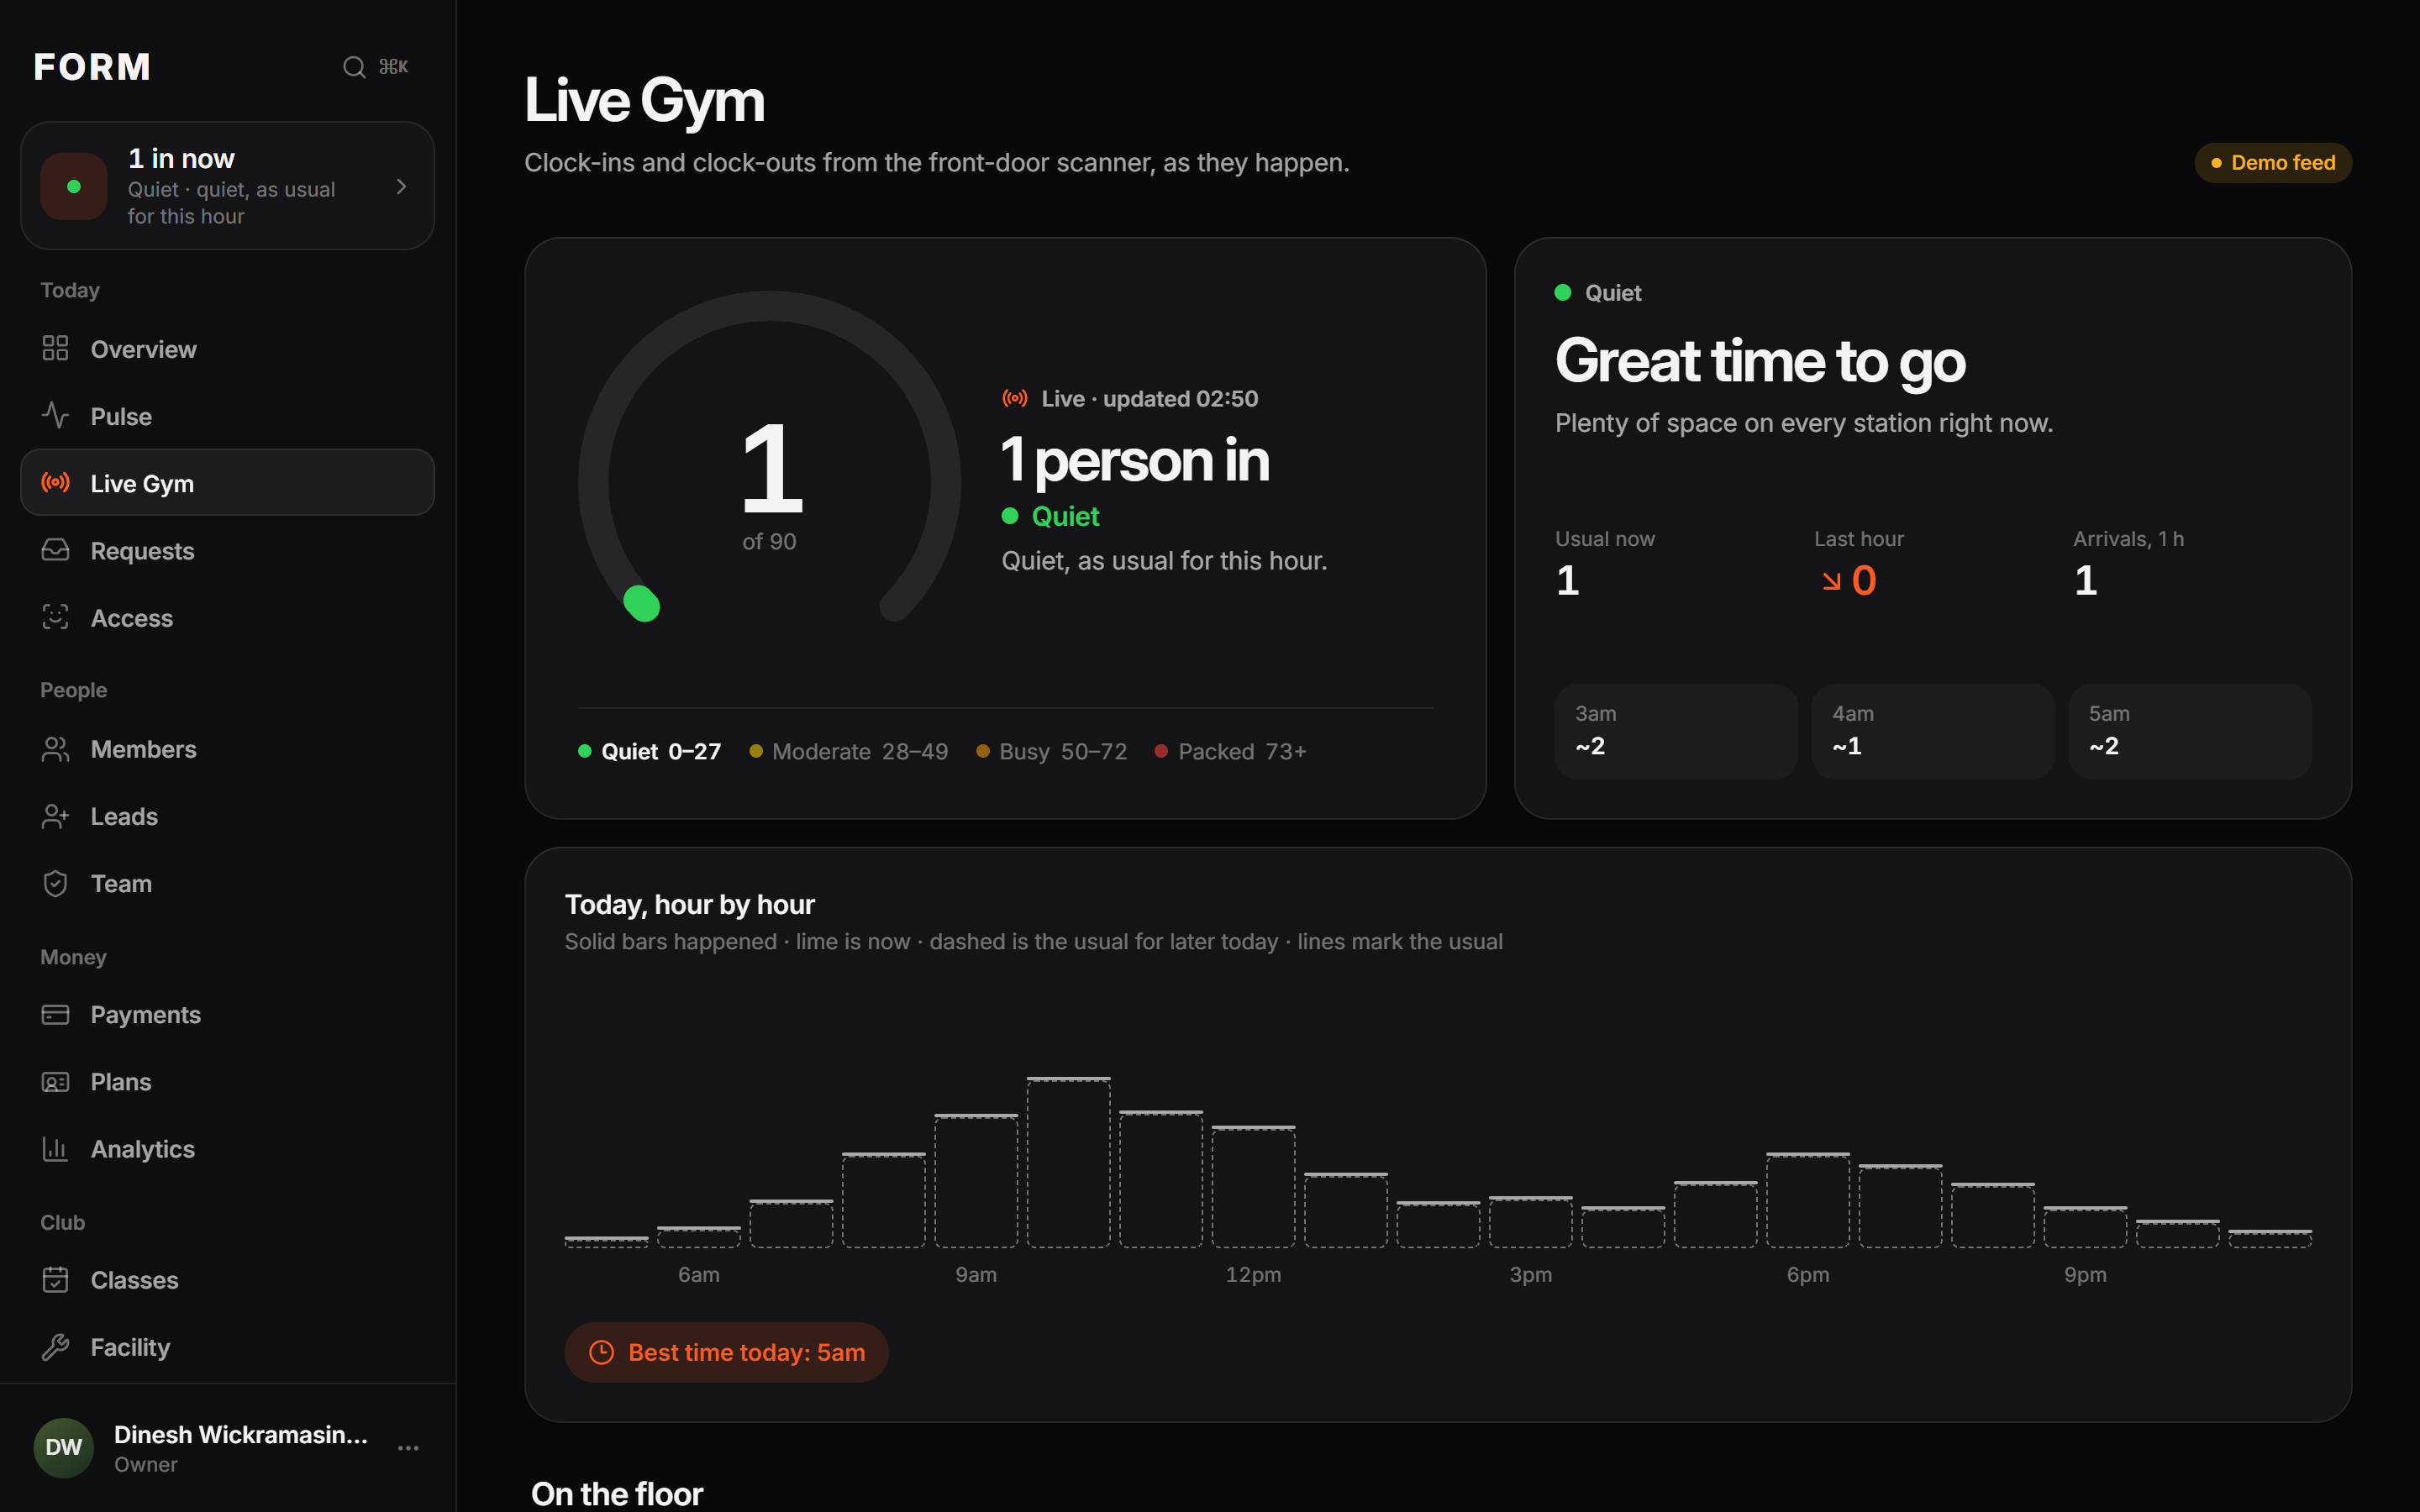 FORM
⌘K
1 in now
Quiet · quiet, as usual
for this hour
Today
Overview
Pulse
Live Gym
Requests
Access
People
Members
Leads
Team
Money
Payments
Plans
Analytics
Club
Classes
Facility
DW
Dinesh Wickramasin...
Owner
Live Gym
Clock-ins and clock-outs from the front-door scanner, as they happen.
Demo feed
1
of 90
Live · updated 02:50
1 person in
Quiet
Quiet, as usual for this hour.
Quiet 0–27
Moderate 28–49
Busy 50–72
Packed 73+
Quiet
Great time to go
Plenty of space on every station right now.
Usual now
1
Last hour
0
Arrivals, 1 h
1
3am
~2
4am
~1
5am
~2
Today, hour by hour
Solid bars happened · lime is now · dashed is the usual for later today · lines mark the usual
6am
9am
12pm
3pm
6pm
9pm
Best time today: 5am
On the floor